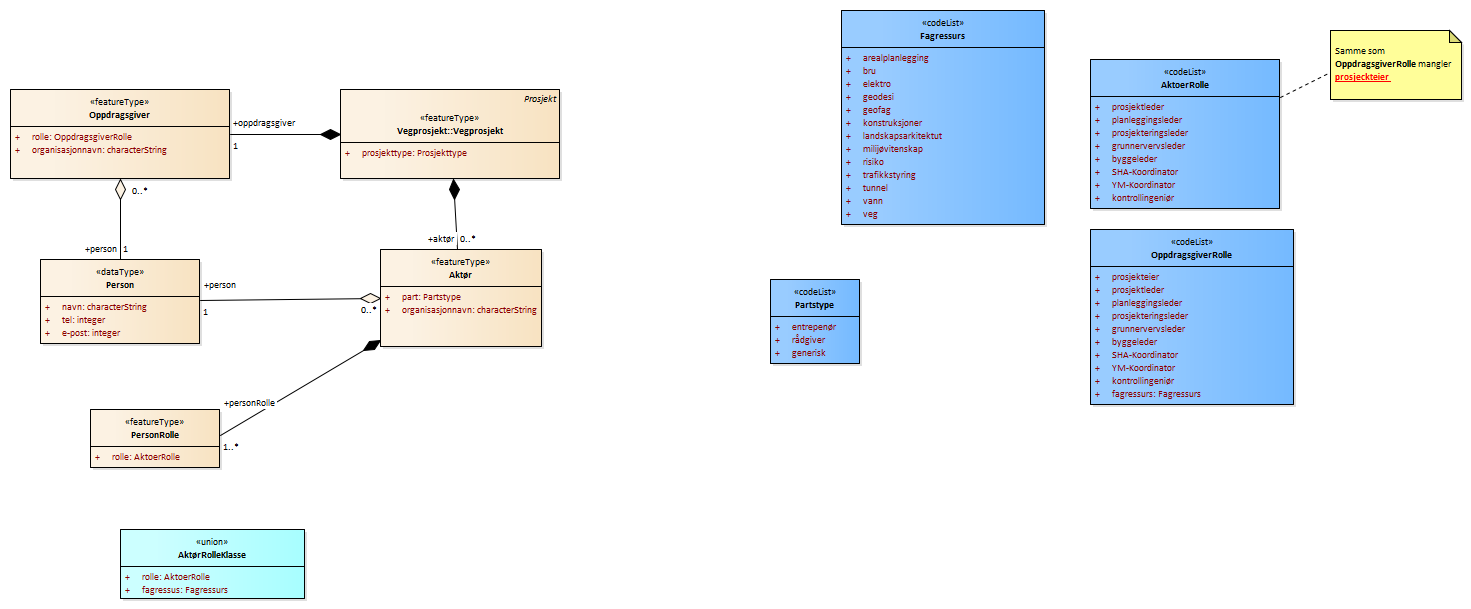 «featureType»
Oppdragsgiver
+ rolle: OppdragsgiverRolle
+ organisasjonnavn: characterString
+oppdragsgiver
1
Prosjekt
«featureType»
Vegprosjekt::Vegprosjekt
+ prosjekttype: Prosjekttype
0..*
+person 1
+aktør 0..*
«dataType»
Person
+ navn: characterString
+ tel: integer
+ e-post: integer
+person
1
0..*
«featureType»
Aktør
+ part: Partstype
+ organisasjonnavn: characterString
+personRolle
1..*
«featureType»
PersonRolle
+ rolle: AktoerRolle
«union»
AktørRolleKlasse
+ rolle: AktoerRolle
+ fagressus: Fagressurs
«codeList»
Fagressurs
+ arealplanlegging
+ bru
+ elektro
+ geodesi
+ geofag
+ konstruksjoner
+ landskapsarkitektut
+ miiljøvitenskap
+ risiko
+ trafikkstyring
+ tunnel
+ vann
+ veg
«codeList»
Partstype
+ entrepenør
+ rådgiver
+ generisk
«codeList»
AktoerRolle
+ prosjektleder
+ planleggingsleder
+ prosjekteringsleder
+ grunnervervsleder
+ byggeleder
+ SHA-Koordinator
+ YM-Koordinator
+ kontrollingeniør
Samme som
OppdragsgiverRolle mangler
prosjeckteier
«codeList»
OppdragsgiverRolle
+ prosjekteier
+ prosjektleder
+ planleggingsleder
+ prosjekteringsleder
+ grunnervervsleder
+ byggeleder
+ SHA-Koordinator
+ YM-Koordinator
+ kontrollingeniør
+ fagressurs: Fagressurs